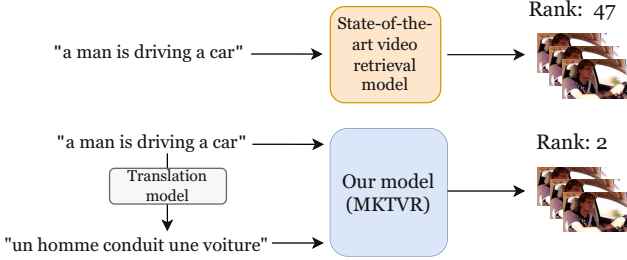 Rank: 47
"a man is driving a car"
State-of-the-
art video
retrieval
model
"a man is driving a car"
Rank: 2
Translation
model
Our model
(MKTVR)
"un homme conduit une voiture"